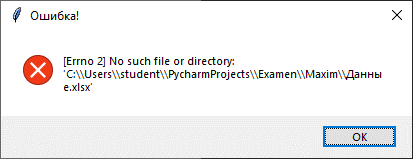 Ошибка!
[Errno 2] No such file or directory:
'C:\\Users\\student\\PycharmProjects\\Examen\\Maxim\\Данны
е.xlsx'
OK